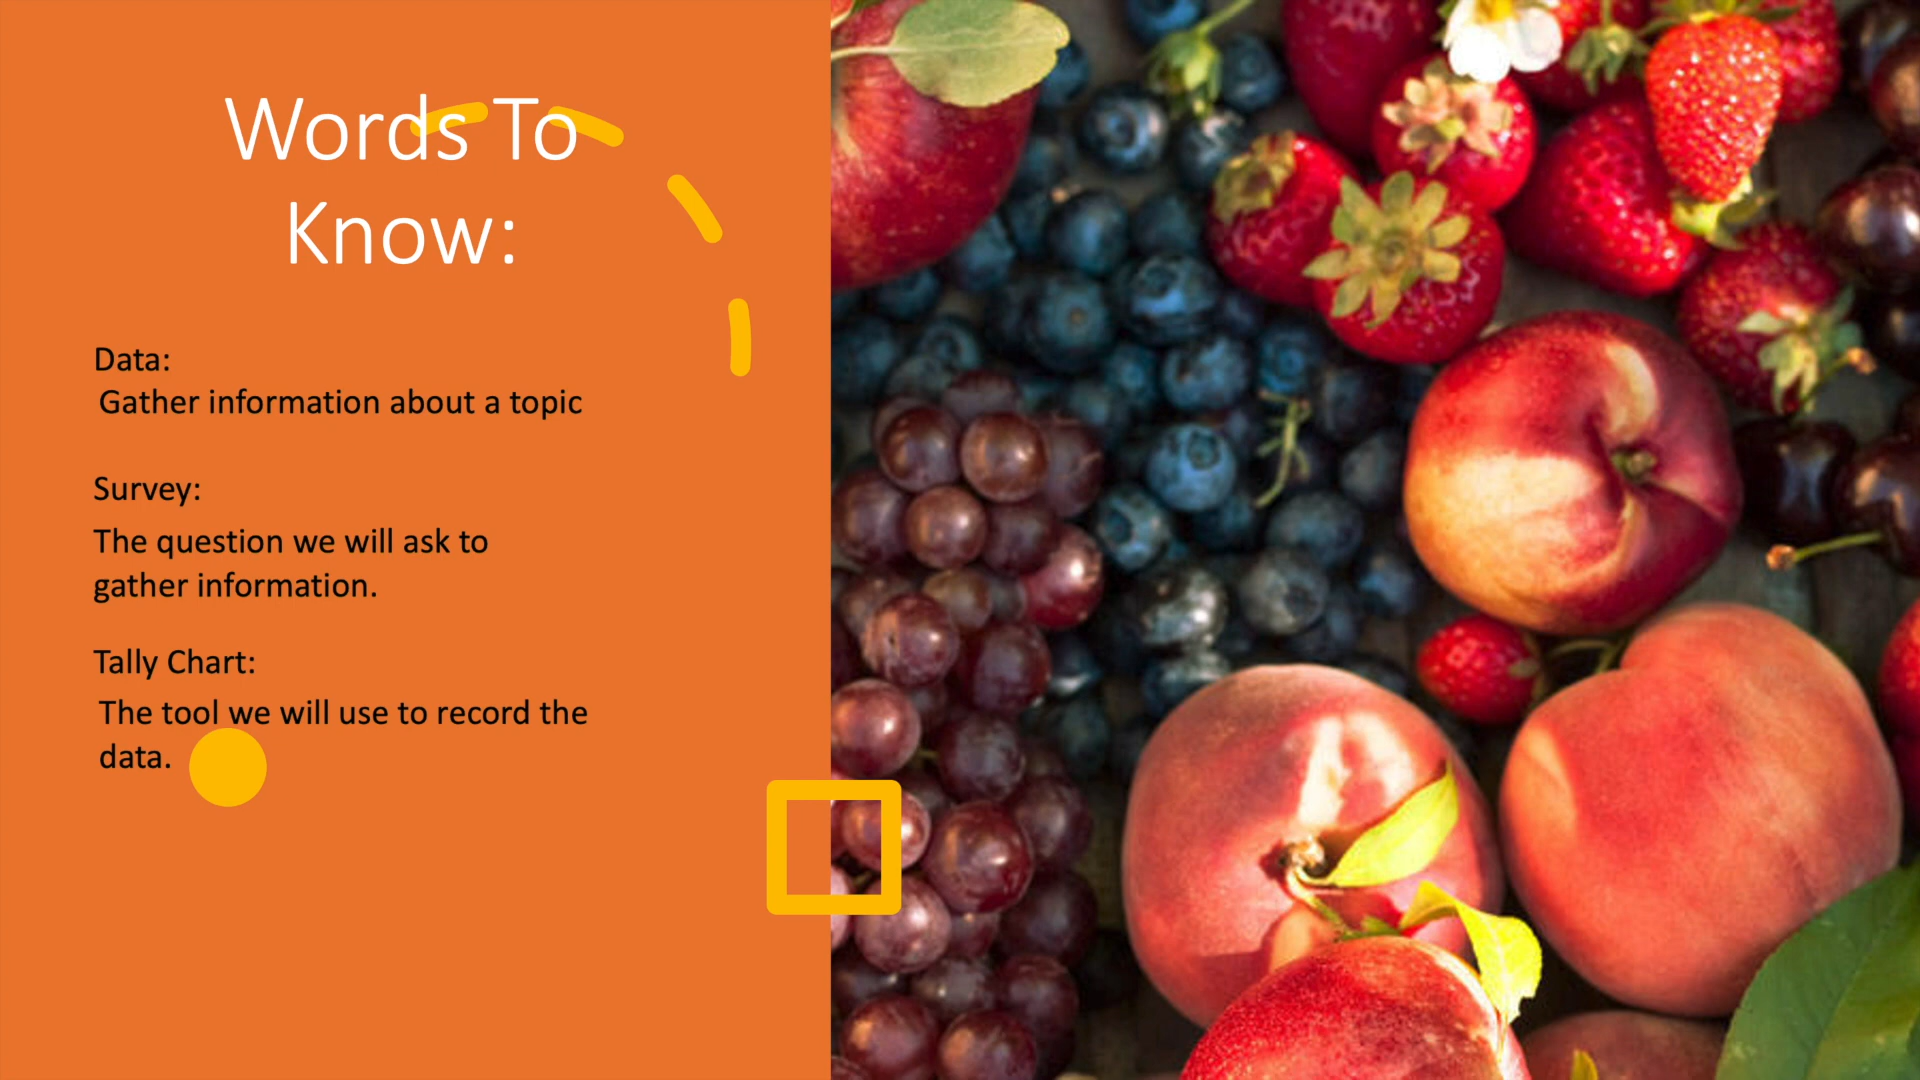 Words To
Know:
Data:
Gather information about a topic
Survey:
The question we will ask to
gather information.
Tally Chart:
The tool we will use to record the
data.